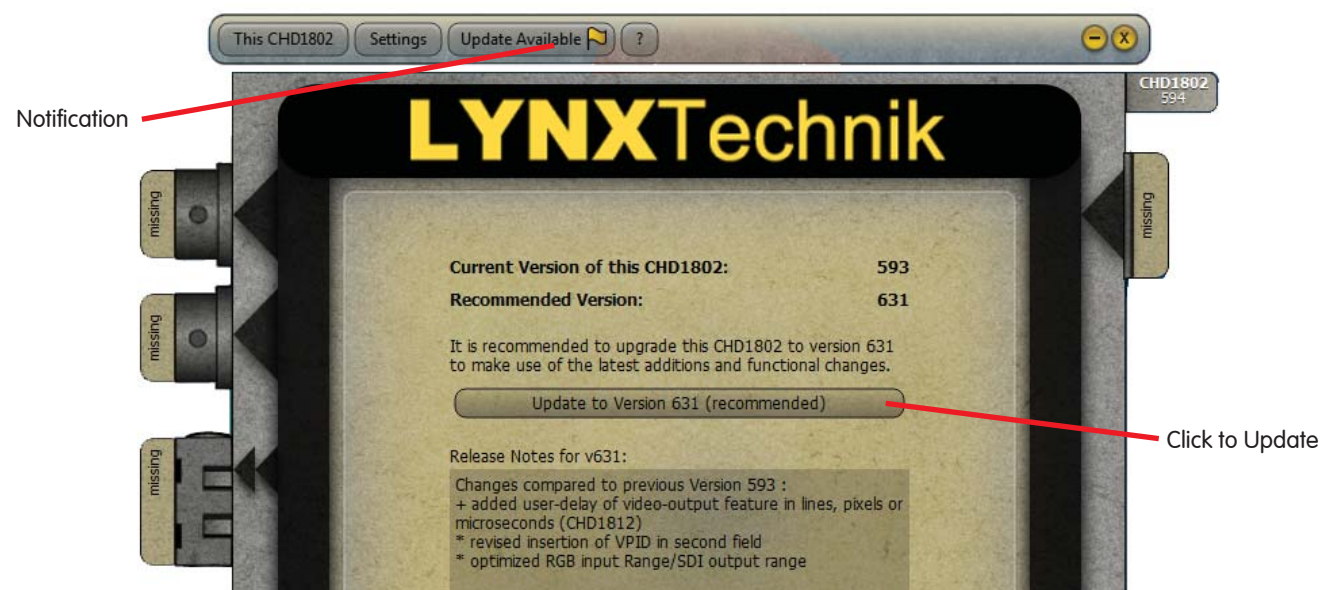 This CHD1802 Settings Update Available ?
X
Notification
CHD1802
594
LYNXTechnik
missing
missing
Current Version of this CHD1802: 593
Recommended Version: 631
It is recommended to upgrade this CHD1802 to version 631
to make use of the latest additions and functional changes.
missing
Update to Version 631 (recommended)
Click to Update
missing
Release Notes for v631:
Changes compared to previous Version 593 :
+ added user-delay of video-output feature in lines, pixels or
microseconds (CHD1812)
* revised insertion of VPID in second field
* optimized RGB input Range/SDI output range